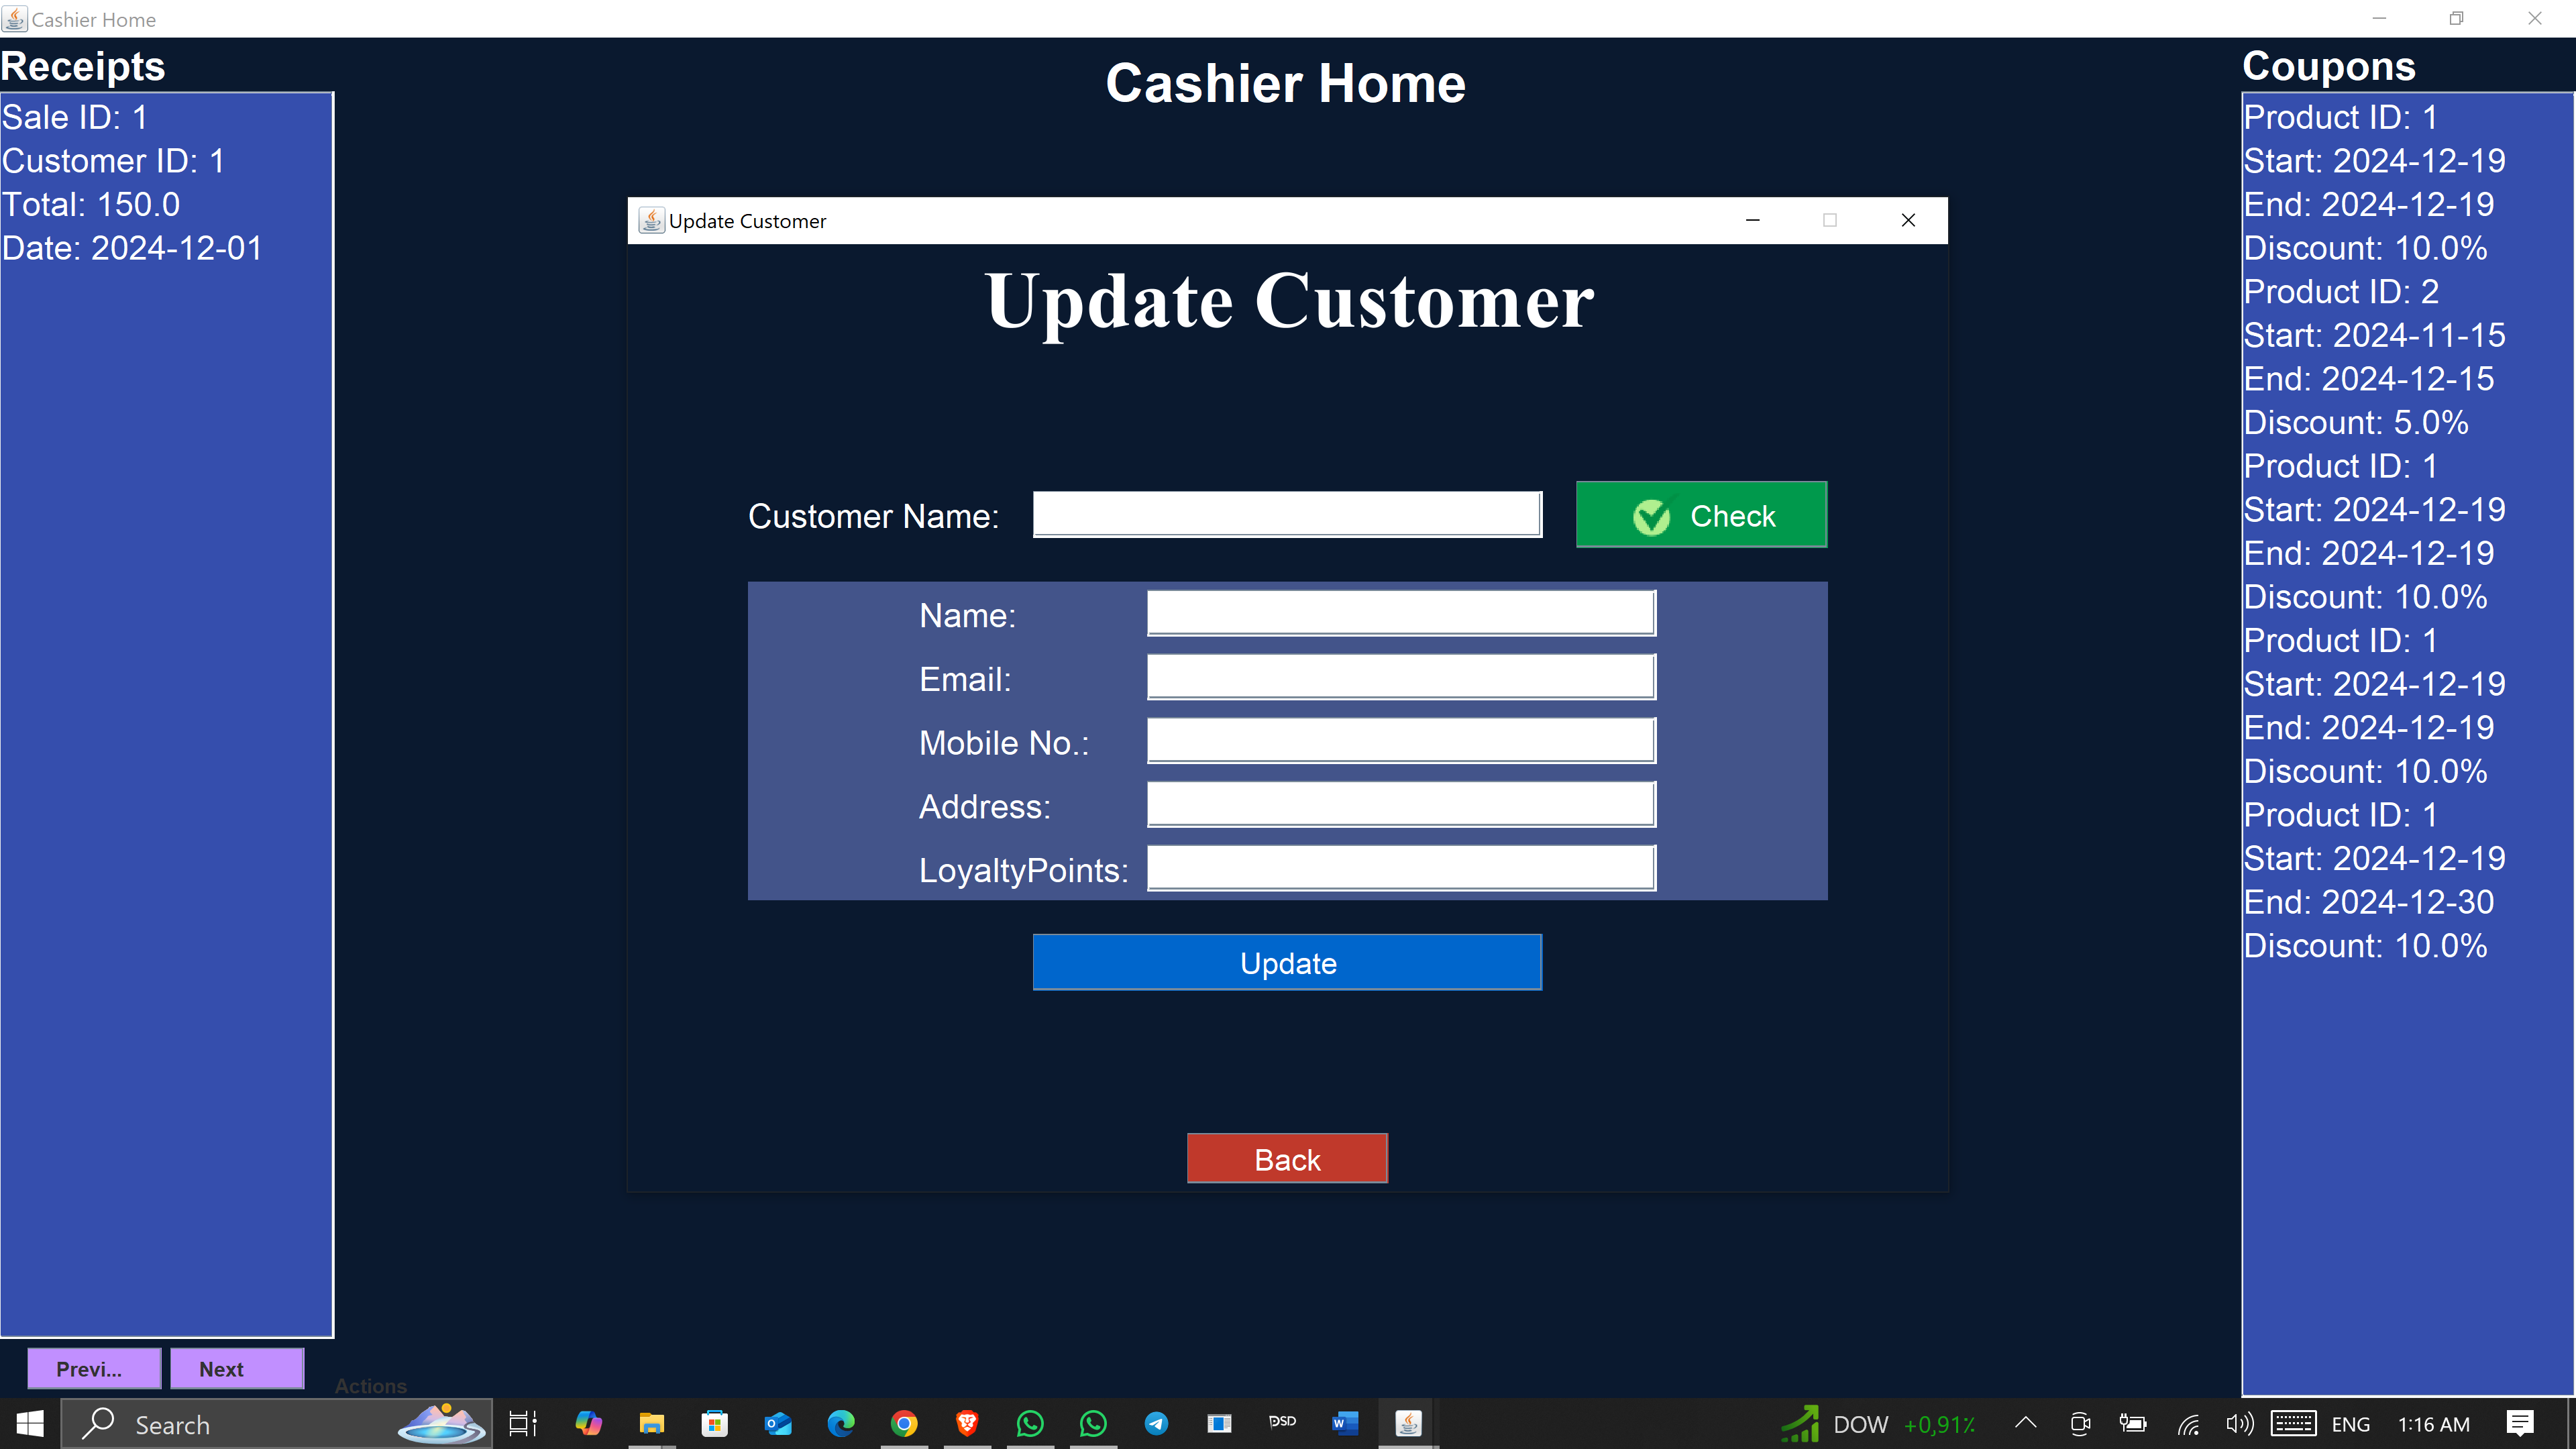 Cashier Home
Receipts
Sale ID: 1
Customer ID: 1
Total: 150.0
Date: 2024-12-01
Previ...
Next
Actions
Cashier Home
Update Customer
Update Customer
Customer Name:
Check
Name:
Email:
Mobile No.:
Address:
LoyaltyPoints:
Update
Back
Coupons
Product ID: 1
Start: 2024-12-19
End: 2024-12-19
Discount: 10.0%
Product ID: 2
Start: 2024-11-15
End: 2024-12-15
Discount: 5.0%
Product ID: 1
Start: 2024-12-19
End: 2024-12-19
Discount: 10.0%
Product ID: 1
Start: 2024-12-19
End: 2024-12-19
Discount: 10.0%
Product ID: 1
Start: 2024-12-19
End: 2024-12-30
Discount: 10.0%
Search
PSD
DOW +0,91%
ENG
1:16 AM